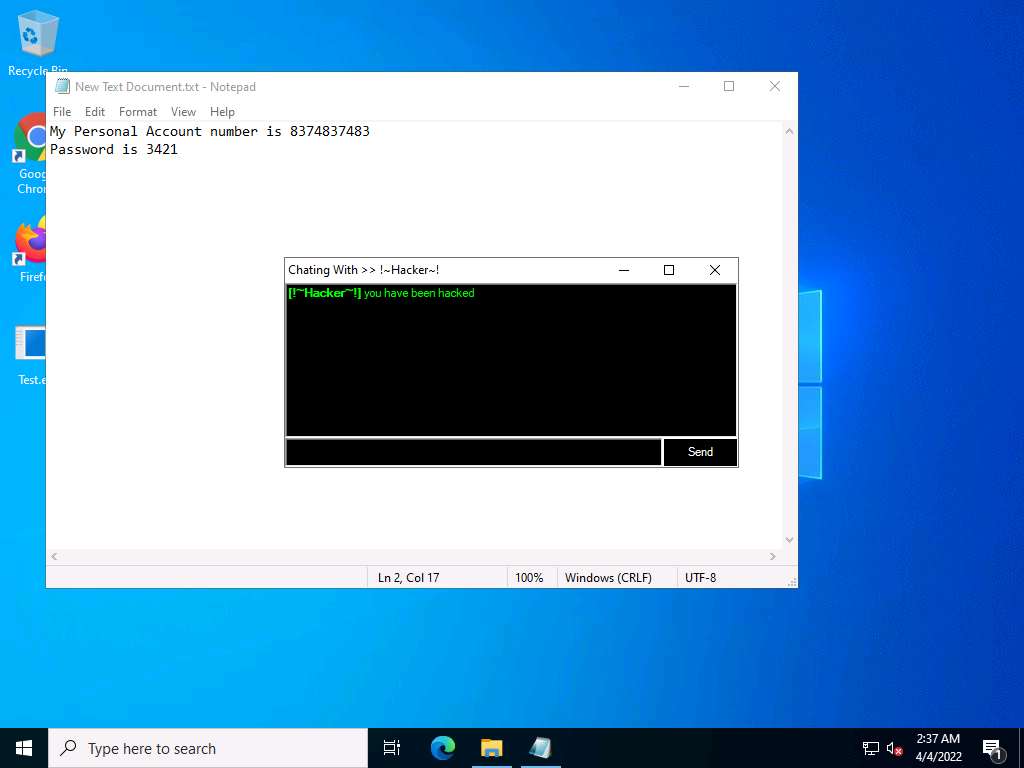 Recycle Bin
New Text Document.txt - Notepad
File Edit Format View Help
My Personal Account number is 8374837483
Password is 3421
Goog
Chron
Firefo
Test.e
Chating With >> !~Hacker~!
[!~Hacker~!] you have been hacked
Send
Ln 2, Col 17
100%
Windows (CRLF)
UTF-8
Type here to search
2:37 AM
4/4/2022
1